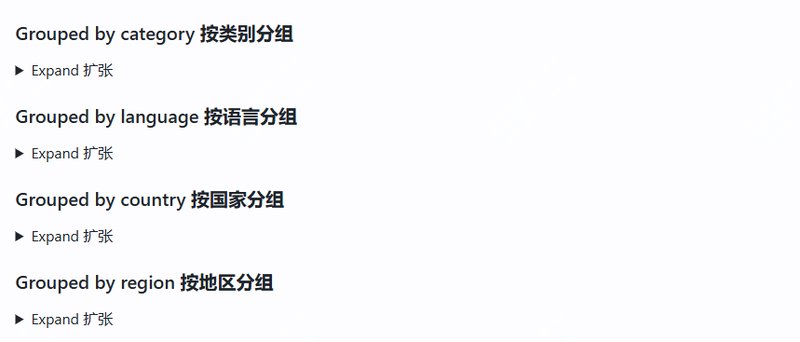 Grouped by category 按类别分组
Expand 扩张
Grouped by language 按语言分组
Expand 扩张
Grouped by country 按国家分组
Expand 扩张
Grouped by region 按地区分组
Expand 扩张